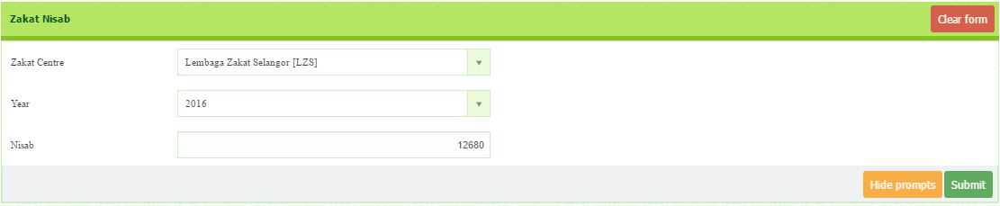 Zakat Nisab Clear form
Zakat Centre Lembaga Zakat Selangor [LZS]
Year 2016
Nisab 12680
Hide prompts Submit